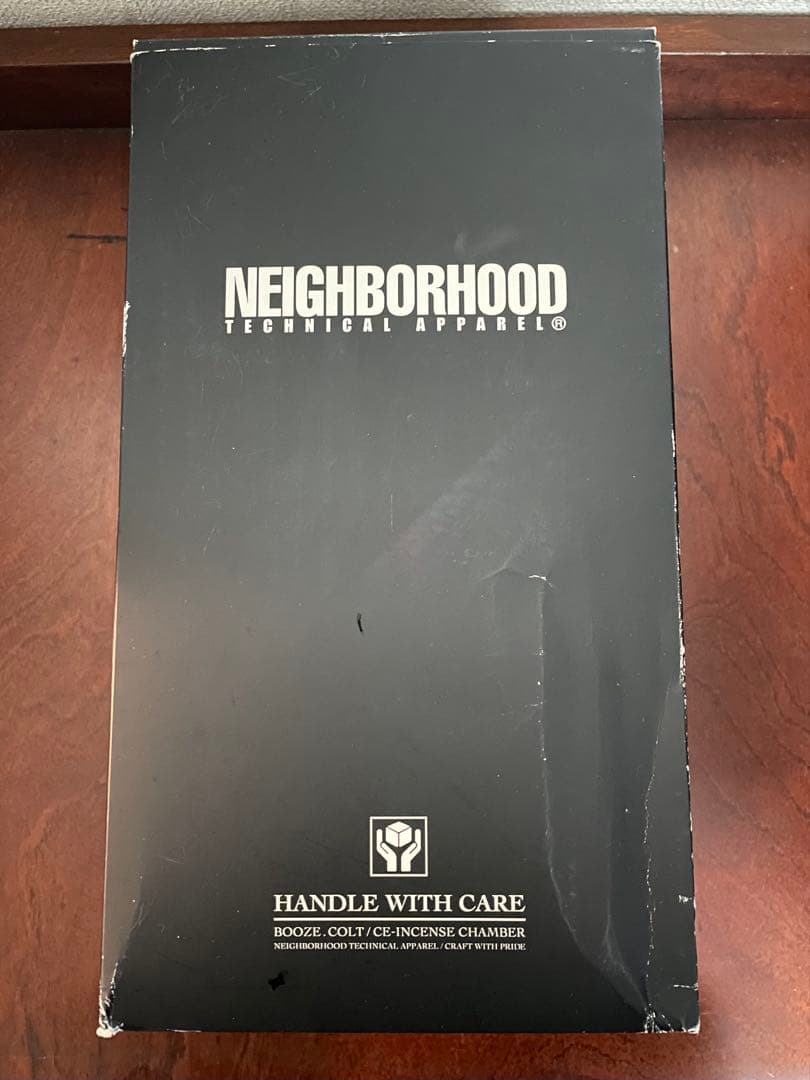 NEIGHBORHOOD
TECHNICAL APPAREL®
HANDLE WITH CARE
BOOZE.COLT/CE-INCENSE CHAMBER
NEIGHBORHOOD TECHNICAL APPAREL/CRAFT WITH PRIDE